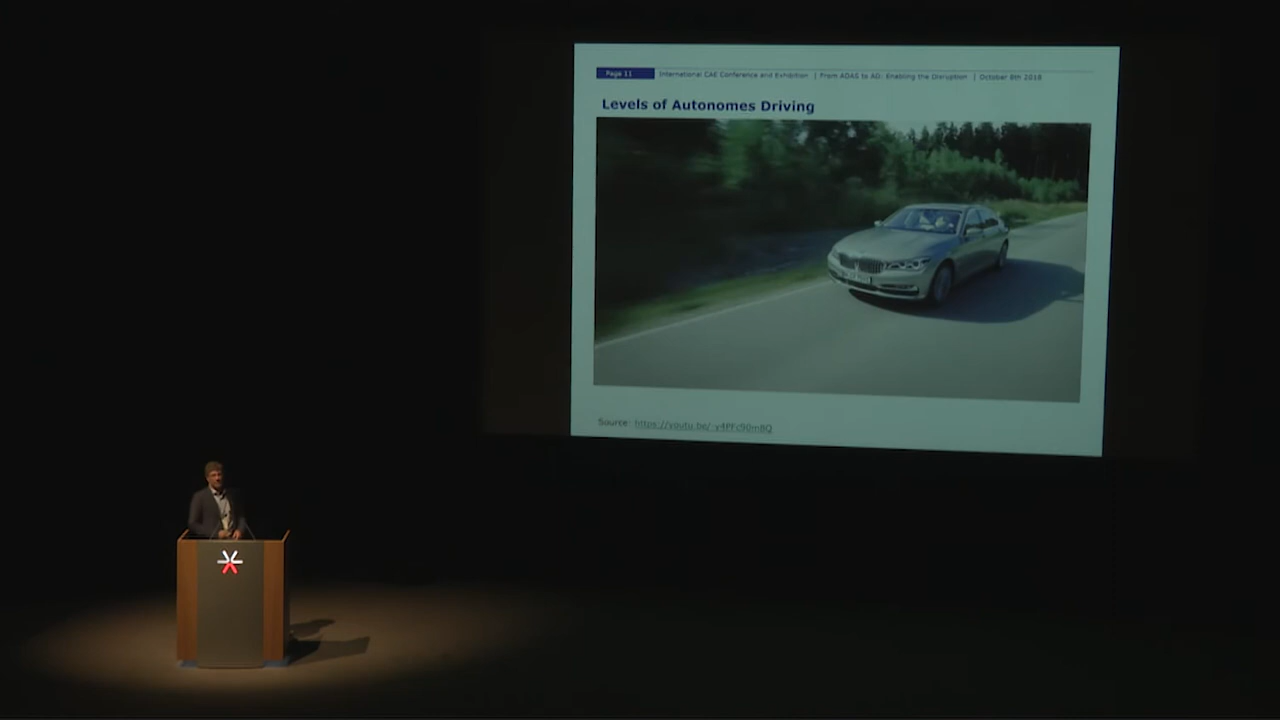 Page 11
International CAE Conference and Exhibition | From ADAS to AD: Enabling the Disruption | October 8th 2018
Levels of Autonomes Driving
Source: